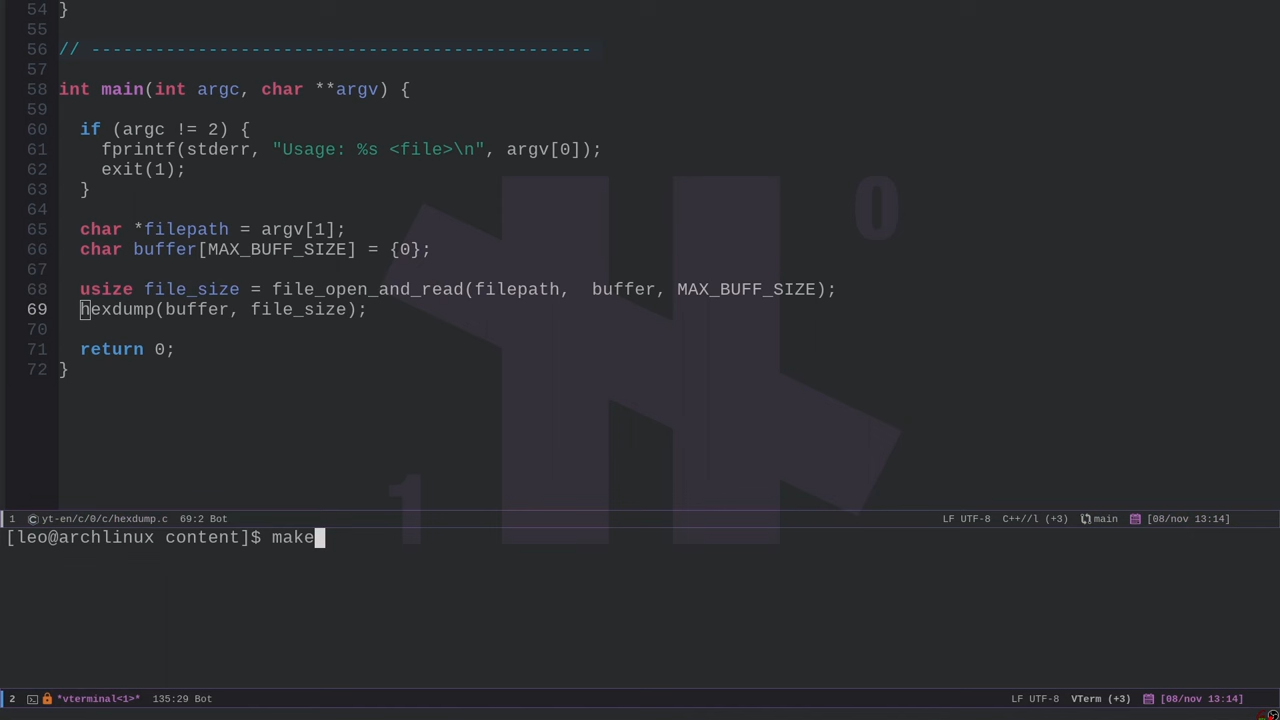 54 }
55
56 // -----------------------------------------------
57
58 int main(int argc, char **argv) {
59
60   if (argc != 2) {
61     fprintf(stderr, "Usage: %s <file>\n", argv[0]);
62     exit(1);
63   }
64
65   char *filepath = argv[1];
66   char buffer[MAX_BUFF_SIZE] = {0};
67
68   usize file_size = file_open_and_read(filepath,  buffer, MAX_BUFF_SIZE);
69   hexdump(buffer, file_size);
70
71   return 0;
72 }
0
1
1 C yt-en/c/0/c/hexdump.c 69:2 Bot LF UTF-8 C++//l (+3) main [08/nov 13:14]
[leo@archlinux content]$ make
2 *vterminal<1>* 135:29 Bot LF UTF-8 VTerm (+3) [08/nov 13:14]